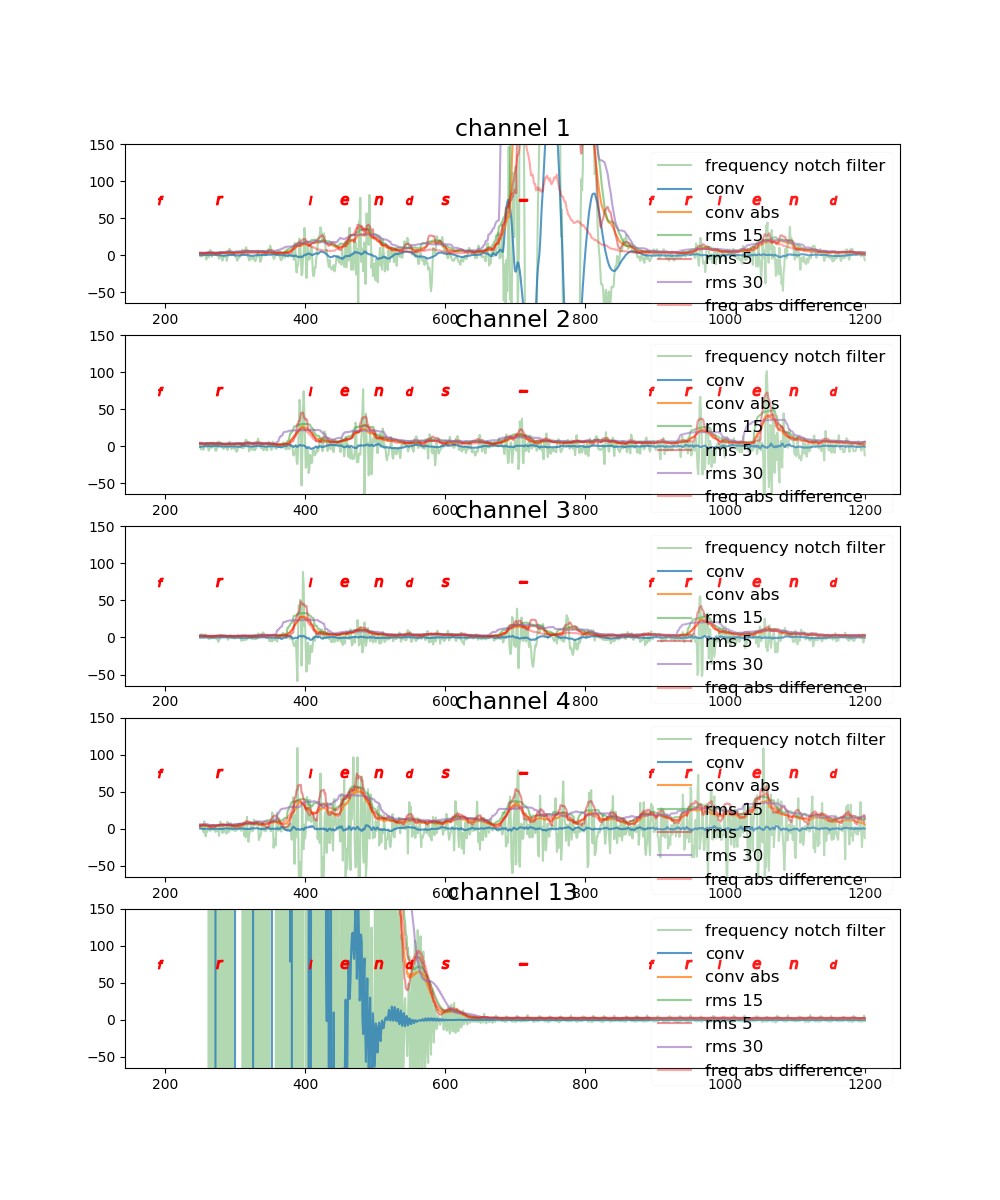 channel 1
150
frequency notch filter
100
conv
f r i e n d s – f r i e n d
conv abs
50
rms 15
0
rms 5
rms 30
−50
freq abs difference
200 400 600 800 1000 1200
channel 2
150
frequency notch filter
100
conv
f r i e n d s – f r i e n d
conv abs
50
rms 15
0
rms 5
rms 30
−50
freq abs difference
200 400 600 800 1000 1200
channel 3
150
frequency notch filter
100
conv
f r i e n d s – f r i e n d
conv abs
50
rms 15
0
rms 5
rms 30
−50
freq abs difference
200 400 600 800 1000 1200
channel 4
150
frequency notch filter
100
conv
f r i e n d s – f r i e n d
conv abs
50
rms 15
0
rms 5
rms 30
−50
freq abs difference
200 400 600 800 1000 1200
channel 13
150
frequency notch filter
100
conv
f r i e n d s – f r i e n d
conv abs
50
rms 15
0
rms 5
rms 30
−50
freq abs difference
200 400 600 800 1000 1200